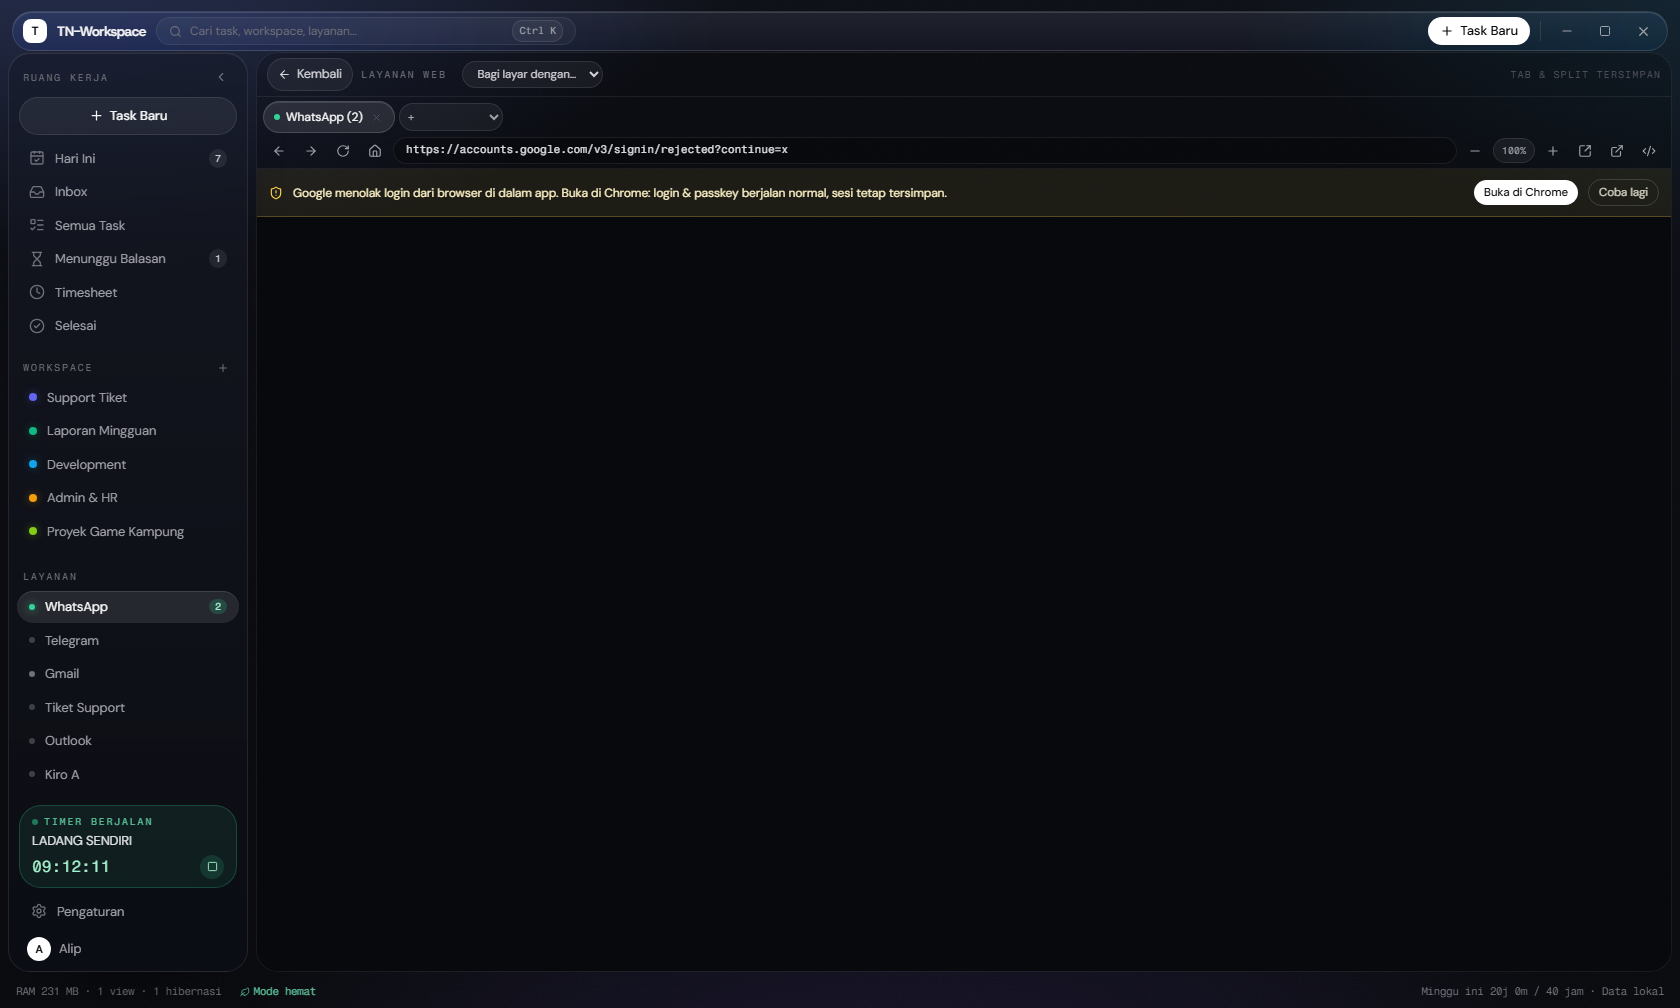 T TN-Workspace Cari task, workspace, layanan… Ctrl K + Task Baru
RUANG KERJA
+ Task Baru
Hari Ini 7
Inbox
Semua Task
Menunggu Balasan 1
Timesheet
Selesai
WORKSPACE +
Support Tiket
Laporan Mingguan
Development
Admin & HR
Proyek Game Kampung
LAYANAN
WhatsApp 2
Telegram
Gmail
Tiket Support
Outlook
Kiro A
TIMER BERJALAN
LADANG SENDIRI
09:12:11
Pengaturan
A Alip
← Kembali LAYANAN WEB Bagi layar dengan… TAB & SPLIT TERSIMPAN
WhatsApp (2) × +
https://accounts.google.com/v3/signin/rejected?continue=x − 100% +
Google menolak login dari browser di dalam app. Buka di Chrome: login & passkey berjalan normal, sesi tetap tersimpan. Buka di Chrome Coba lagi
RAM 231 MB · 1 view · 1 hibernasi Mode hemat Minggu ini 20j 0m / 40 jam · Data lokal